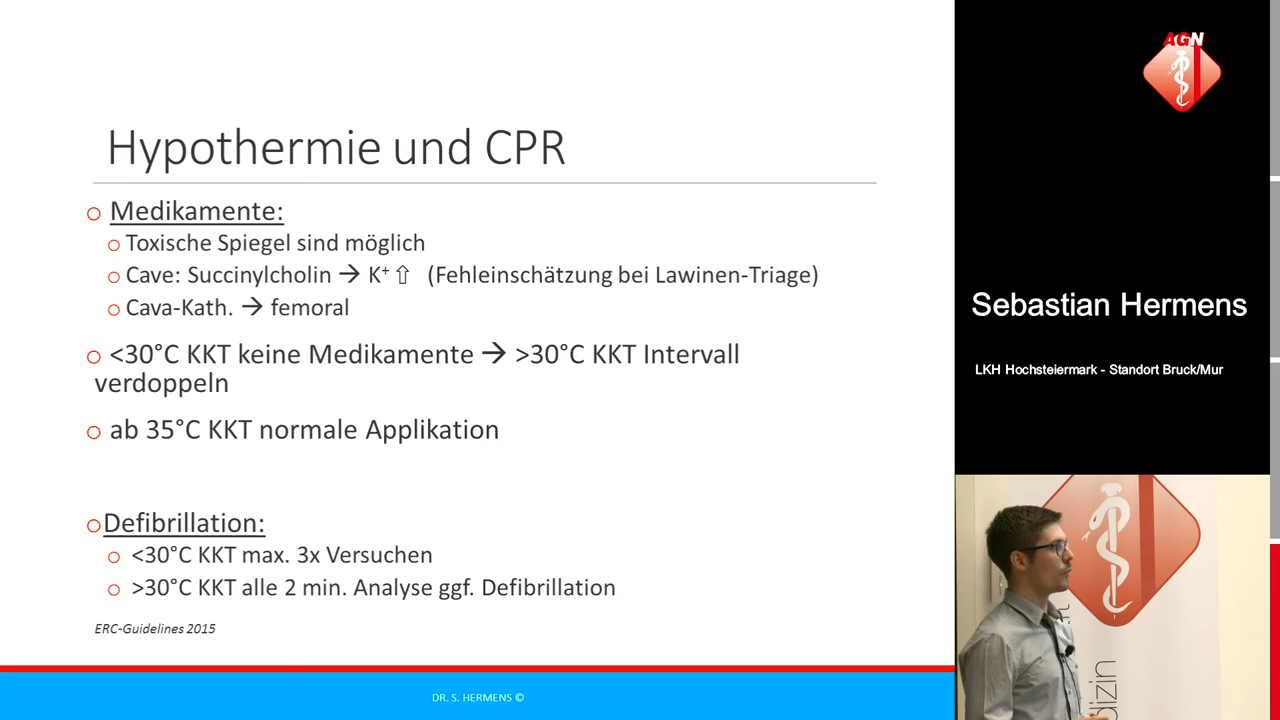 Hypothermie und CPR
Medikamente:
Toxische Spiegel sind möglich
Cave: Succinylcholin → K⁺ ⇧ (Fehleinschätzung bei Lawinen-Triage)
Cava-Kath. → femoral
<30°C KKT keine Medikamente → >30°C KKT Intervall
verdoppeln
ab 35°C KKT normale Applikation
Defibrillation:
<30°C KKT max. 3x Versuchen
>30°C KKT alle 2 min. Analyse ggf. Defibrillation
ERC-Guidelines 2015
DR. S. HERMENS ©
AGN
Sebastian Hermens
LKH Hochsteiermark - Standort Bruck/Mur